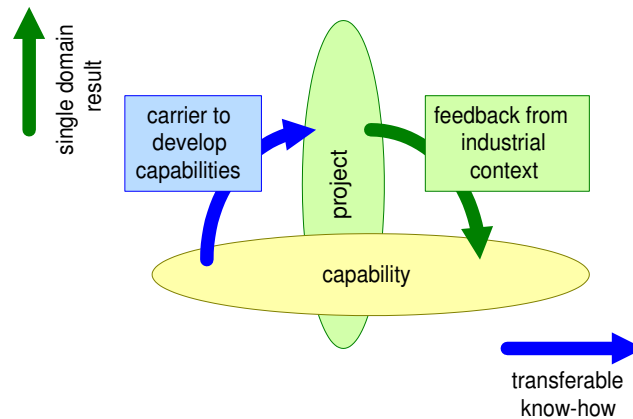 single domain
result
carrier to
develop
capabilities
project
feedback from
industrial
context
capability
transferable
know-how